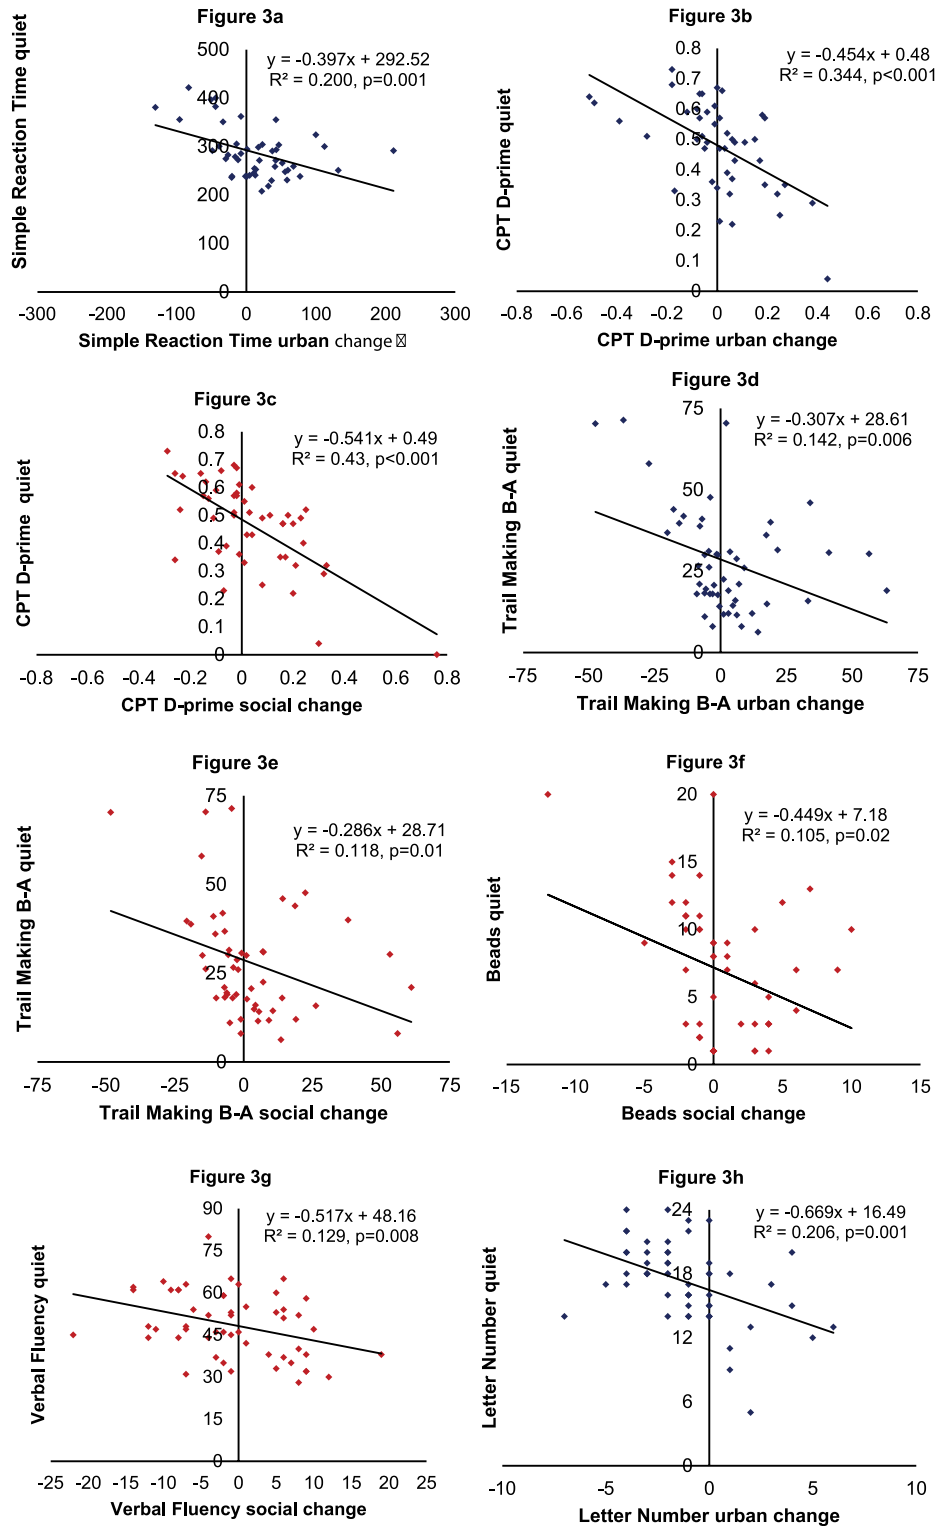 Figure 3a
y = -0.397x + 292.52
R² = 0.200, p=0.001
Simple Reaction Time quiet
500
400
300
200
100
0
-300 -200 -100 0 100 200 300
Simple Reaction Time urban change
Figure 3b
y = -0.454x + 0.48
R² = 0.344, p<0.001
CPT D-prime quiet
0.8
0.7
0.6
0.5
0.4
0.3
0.2
0.1
0
-0.8 -0.6 -0.4 -0.2 0 0.2 0.4 0.6 0.8
CPT D-prime urban change
Figure 3c
y = -0.541x + 0.49
R² = 0.43, p<0.001
CPT D-prime quiet
0.8
0.7
0.6
0.5
0.4
0.3
0.2
0.1
0
-0.8 -0.6 -0.4 -0.2 0 0.2 0.4 0.6 0.8
CPT D-prime social change
Figure 3d
y = -0.307x + 28.61
R² = 0.142, p=0.006
Trail Making B-A quiet
75
50
25
0
-75 -50 -25 0 25 50 75
Trail Making B-A urban change
Figure 3e
y = -0.286x + 28.71
R² = 0.118, p=0.01
Trail Making B-A quiet
75
50
25
0
-75 -50 -25 0 25 50 75
Trail Making B-A social change
Figure 3f
y = -0.449x + 7.18
R² = 0.105, p=0.02
Beads quiet
20
15
10
5
0
-15 -10 -5 0 5 10 15
Beads social change
Figure 3g
y = -0.517x + 48.16
R² = 0.129, p=0.008
Verbal Fluency quiet
90
75
60
45
30
15
0
-25 -20 -15 -10 -5 0 5 10 15 20 25
Verbal Fluency social change
Figure 3h
y = -0.669x + 16.49
R² = 0.206, p=0.001
Letter Number quiet
24
18
12
6
0
-10 -5 0 5 10
Letter Number urban change